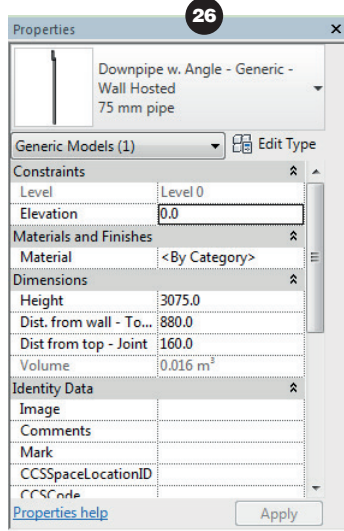 26
Properties
Downpipe w. Angle - Generic -
Wall Hosted
75 mm pipe
Generic Models (1) Edit Type
Constraints
Level Level 0
Elevation 0.0
Materials and Finishes
Material <By Category>
Dimensions
Height 3075.0
Dist. from wall - To... 880.0
Dist from top - Joint 160.0
Volume 0.016 m³
Identity Data
Image
Comments
Mark
CCSSpaceLocationID
CCSCode
Properties help Apply